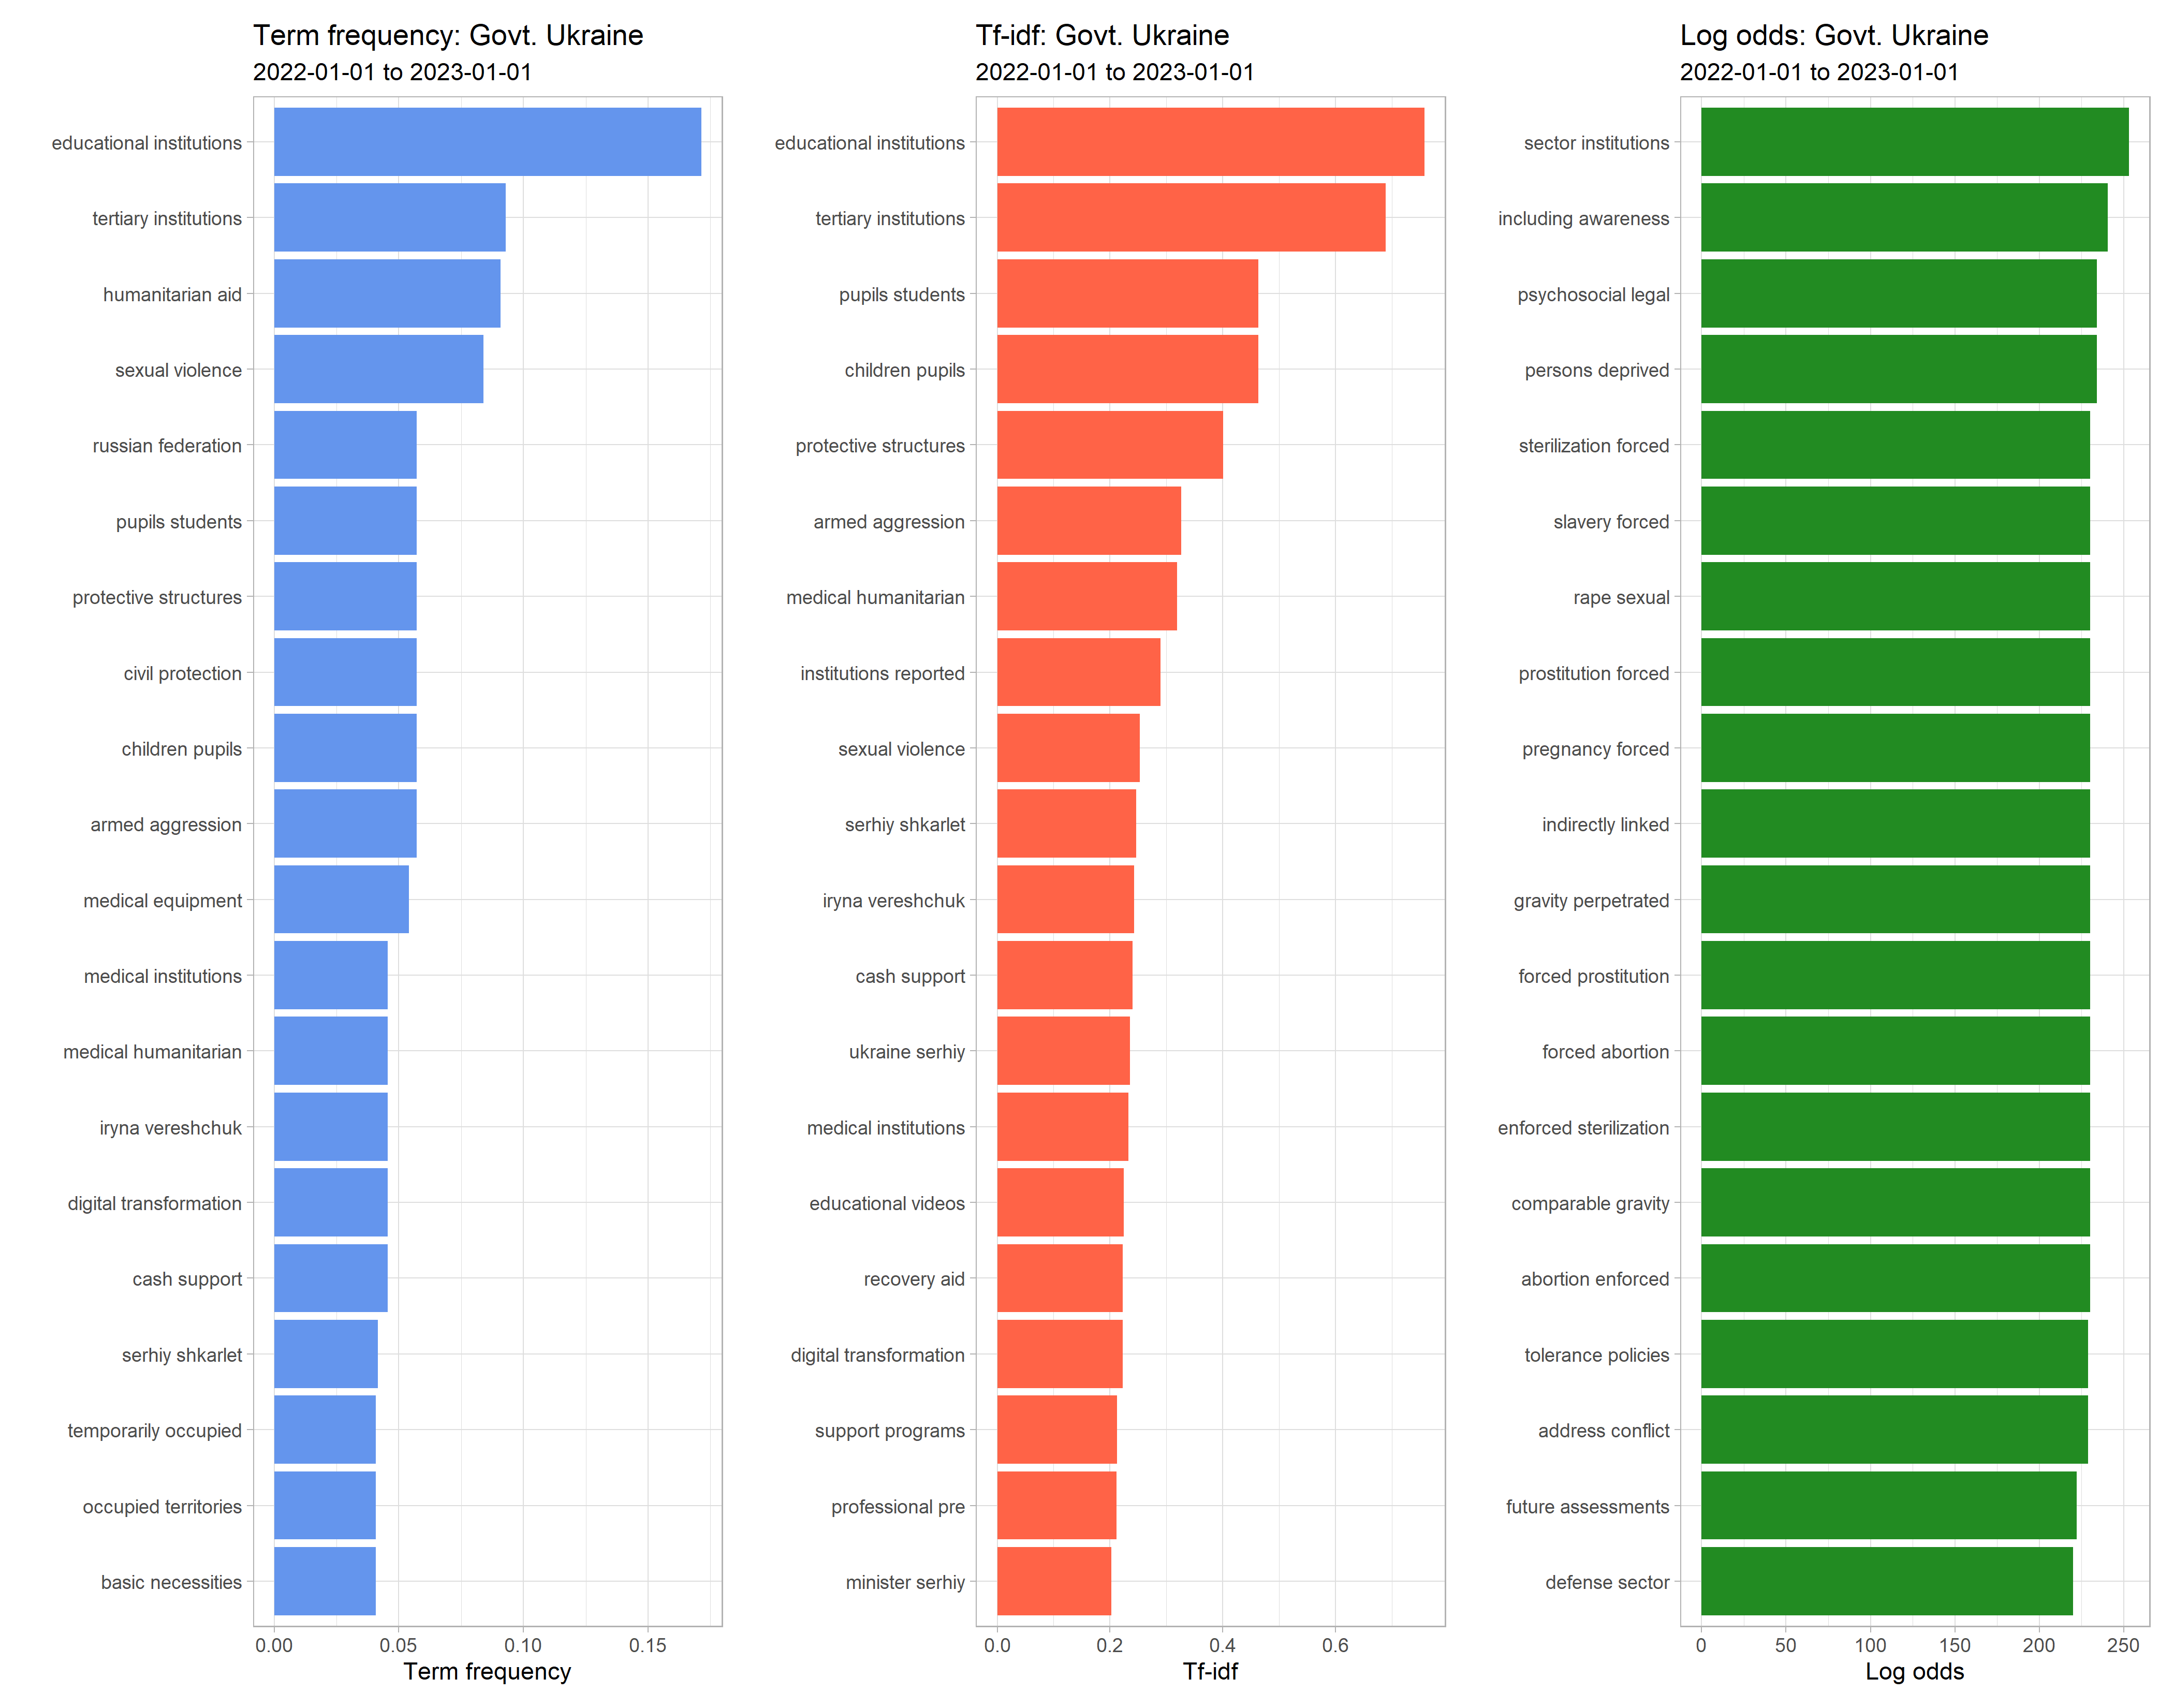 Term frequency: Govt. Ukraine
2022-01-01 to 2023-01-01
educational institutions
tertiary institutions
humanitarian aid
sexual violence
russian federation
pupils students
protective structures
civil protection
children pupils
armed aggression
medical equipment
medical institutions
medical humanitarian
iryna vereshchuk
digital transformation
cash support
serhiy shkarlet
temporarily occupied
occupied territories
basic necessities
0.00 0.05 0.10 0.15
Term frequency
Tf-idf: Govt. Ukraine
2022-01-01 to 2023-01-01
educational institutions
tertiary institutions
pupils students
children pupils
protective structures
armed aggression
medical humanitarian
institutions reported
sexual violence
serhiy shkarlet
iryna vereshchuk
cash support
ukraine serhiy
medical institutions
educational videos
recovery aid
digital transformation
support programs
professional pre
minister serhiy
0.0 0.2 0.4 0.6
Tf-idf
Log odds: Govt. Ukraine
2022-01-01 to 2023-01-01
sector institutions
including awareness
psychosocial legal
persons deprived
sterilization forced
slavery forced
rape sexual
prostitution forced
pregnancy forced
indirectly linked
gravity perpetrated
forced prostitution
forced abortion
enforced sterilization
comparable gravity
abortion enforced
tolerance policies
address conflict
future assessments
defense sector
0 50 100 150 200 250
Log odds